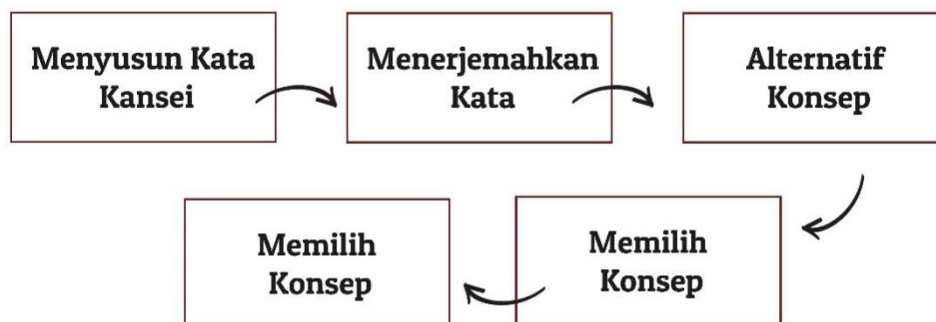 Menyusun Kata
Kansei
Menerjemahkan
Kata
Alternatif
Konsep
Memilih
Konsep
Memilih
Konsep